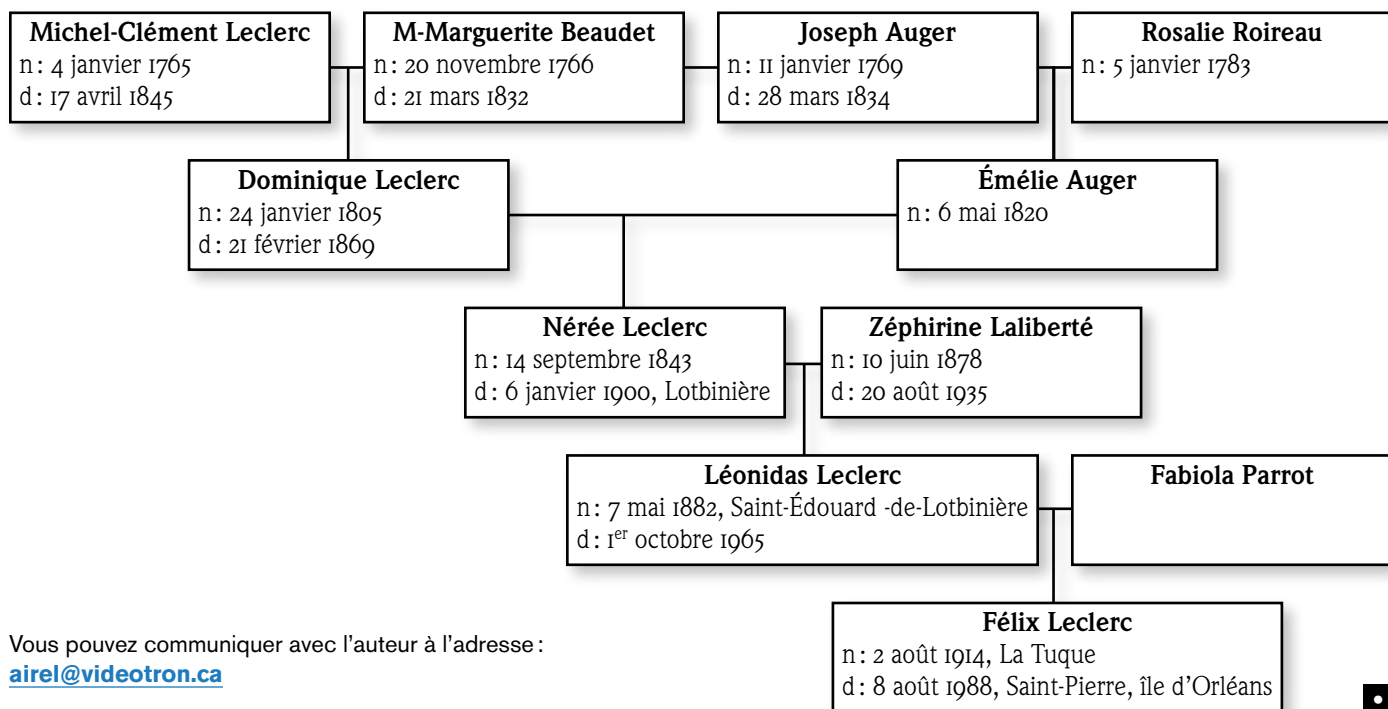 Michel-Clément Leclerc
n : 4 janvier 1765
d : 17 avril 1845
M-Marguerite Beaudet
n : 20 novembre 1766
d : 21 mars 1832
Joseph Auger
n : 11 janvier 1769
d : 28 mars 1834
Rosalie Roireau
n : 5 janvier 1783
Dominique Leclerc
n : 24 janvier 1805
d : 21 février 1869
Émélie Auger
n : 6 mai 1820
Nérée Leclerc
n : 14 septembre 1843
d : 6 janvier 1900, Lotbinière
Zéphirine Laliberté
n : 10 juin 1878
d : 20 août 1935
Léonidas Leclerc
n : 7 mai 1882, Saint-Édouard -de-Lotbinière
d : 1er octobre 1965
Fabiola Parrot
Félix Leclerc
n : 2 août 1914, La Tuque
d : 8 août 1988, Saint-Pierre, île d'Orléans
Vous pouvez communiquer avec l'auteur à l'adresse :
airel@videotron.ca